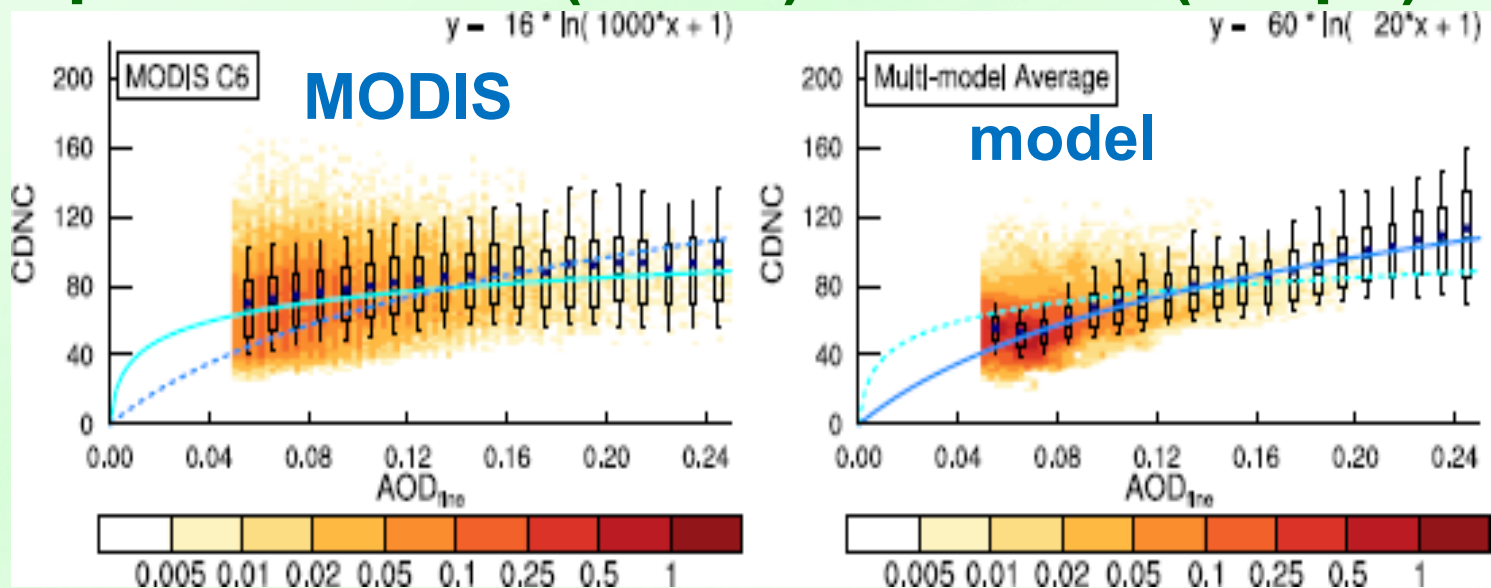 y = 16 * ln( 1000*x + 1)
MODIS C6
MODIS
CDNC
200
160
120
80
40
0
0.00 0.04 0.08 0.12 0.16 0.20 0.24
AODfine
0.005 0.01 0.02 0.05 0.1 0.25 0.5 1
y = 60 * ln( 20*x + 1)
Multi-model Average
model
CDNC
200
160
120
80
40
0
0.00 0.04 0.08 0.12 0.16 0.20 0.24
AODfine
0.005 0.01 0.02 0.05 0.1 0.25 0.5 1